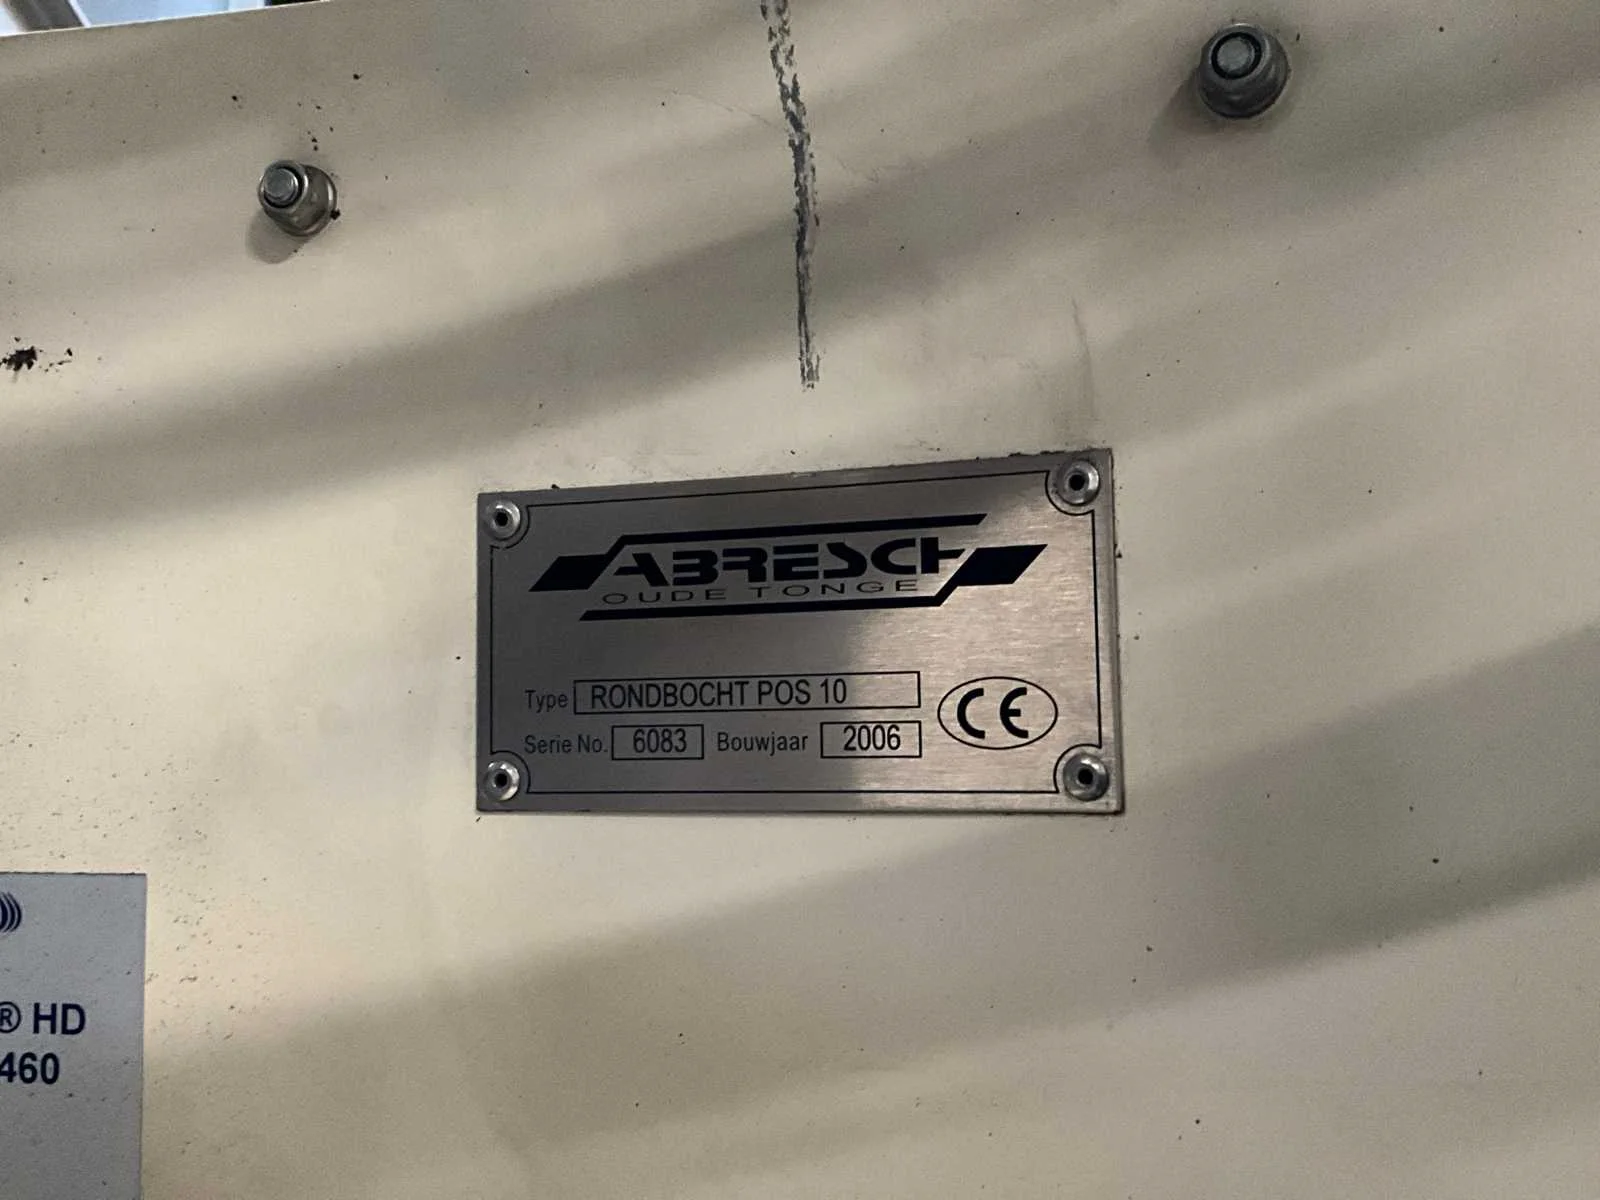 ABRESCH
OUDE TONGE
Type RONDBOCHT POS 10
Serie No. 6083 Bouwjaar 2006
CE
® HD
460